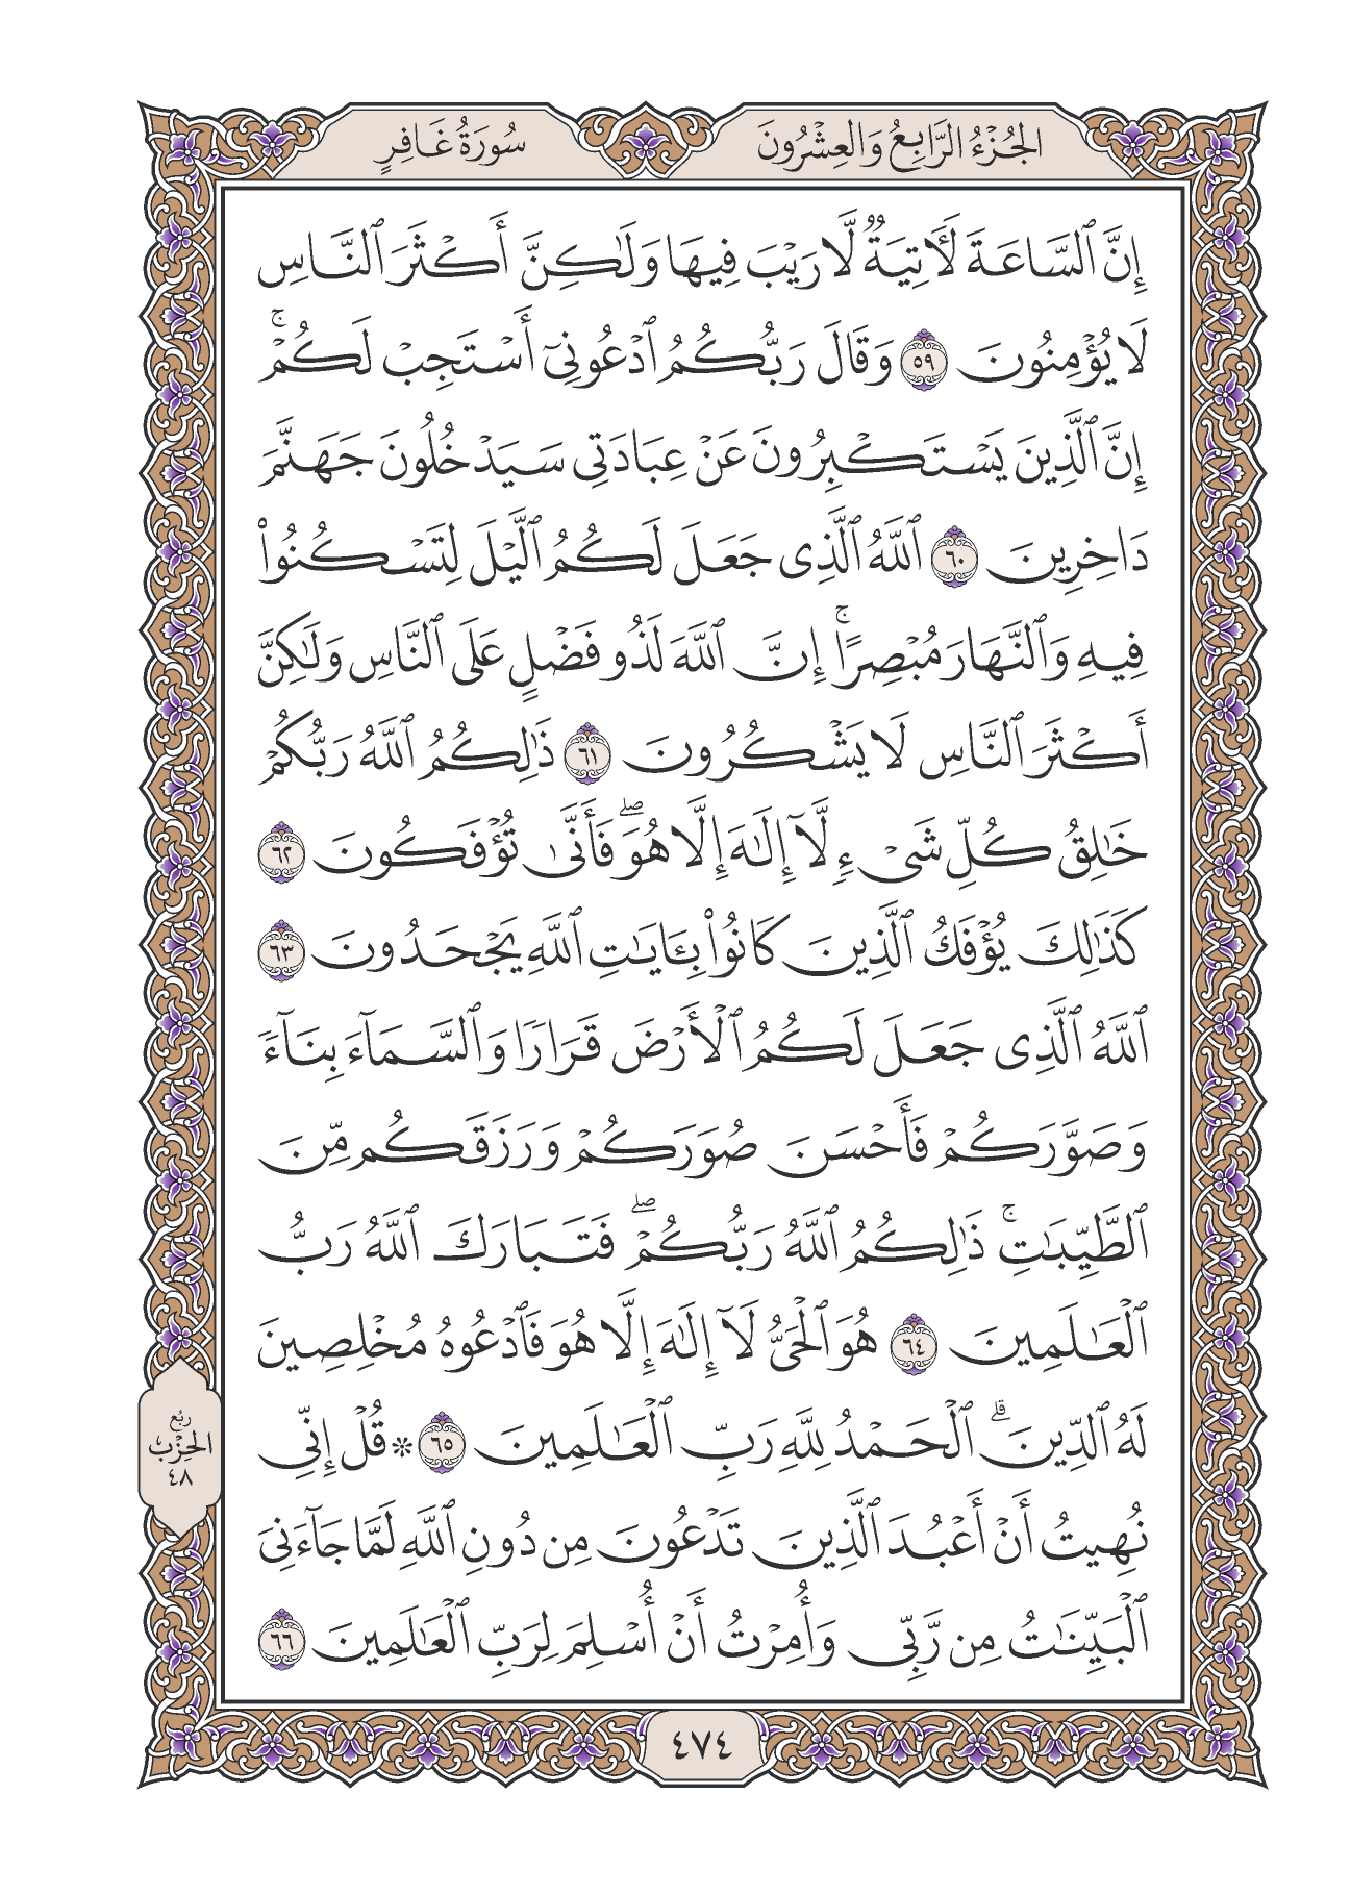 الجُزْءُ الرَّابِعُ وَالعِشْرُونَ
سُورَةُ غَافِرٍ
إِنَّ ٱلسَّاعَةَ لَأٓتِيَةٞ لَّا رَيۡبَ فِيهَا وَلَٰكِنَّ أَكۡثَرَ ٱلنَّاسِ
لَا يُؤۡمِنُونَ ٥٩ وَقَالَ رَبُّكُمُ ٱدۡعُونِيٓ أَسۡتَجِبۡ لَكُمۡۚ
إِنَّ ٱلَّذِينَ يَسۡتَكۡبِرُونَ عَنۡ عِبَادَتِي سَيَدۡخُلُونَ جَهَنَّمَ
دَاخِرِينَ ٦٠ ٱللَّهُ ٱلَّذِي جَعَلَ لَكُمُ ٱلَّيۡلَ لِتَسۡكُنُواْ
فِيهِ وَٱلنَّهَارَ مُبۡصِرًاۚ إِنَّ ٱللَّهَ لَذُو فَضۡلٍ عَلَى ٱلنَّاسِ وَلَٰكِنَّ
أَكۡثَرَ ٱلنَّاسِ لَا يَشۡكُرُونَ ٦١ ذَٰلِكُمُ ٱللَّهُ رَبُّكُمۡ
خَٰلِقُ كُلِّ شَيۡءٖ لَّآ إِلَٰهَ إِلَّا هُوَۖ فَأَنَّىٰ تُؤۡفَكُونَ ٦٢
كَذَٰلِكَ يُؤۡفَكُ ٱلَّذِينَ كَانُواْ بِـَٔايَٰتِ ٱللَّهِ يَجۡحَدُونَ ٦٣
ٱللَّهُ ٱلَّذِي جَعَلَ لَكُمُ ٱلۡأَرۡضَ قَرَارٗا وَٱلسَّمَآءَ بِنَآءٗ
وَصَوَّرَكُمۡ فَأَحۡسَنَ صُوَرَكُمۡ وَرَزَقَكُم مِّنَ
ٱلطَّيِّبَٰتِۚ ذَٰلِكُمُ ٱللَّهُ رَبُّكُمۡۖ فَتَبَارَكَ ٱللَّهُ رَبُّ
ٱلۡعَٰلَمِينَ ٦٤ هُوَ ٱلۡحَيُّ لَآ إِلَٰهَ إِلَّا هُوَ فَٱدۡعُوهُ مُخۡلِصِينَ
لَهُ ٱلدِّينَۗ ٱلۡحَمۡدُ لِلَّهِ رَبِّ ٱلۡعَٰلَمِينَ ٦٥ ۞ قُلۡ إِنِّي
نُهِيتُ أَنۡ أَعۡبُدَ ٱلَّذِينَ تَدۡعُونَ مِن دُونِ ٱللَّهِ لَمَّا جَآءَنِيَ
ٱلۡبَيِّنَٰتُ مِن رَّبِّي وَأُمِرۡتُ أَنۡ أُسۡلِمَ لِرَبِّ ٱلۡعَٰلَمِينَ ٦٦
ربُع
الحِزْب
٤٨
٤٧٤